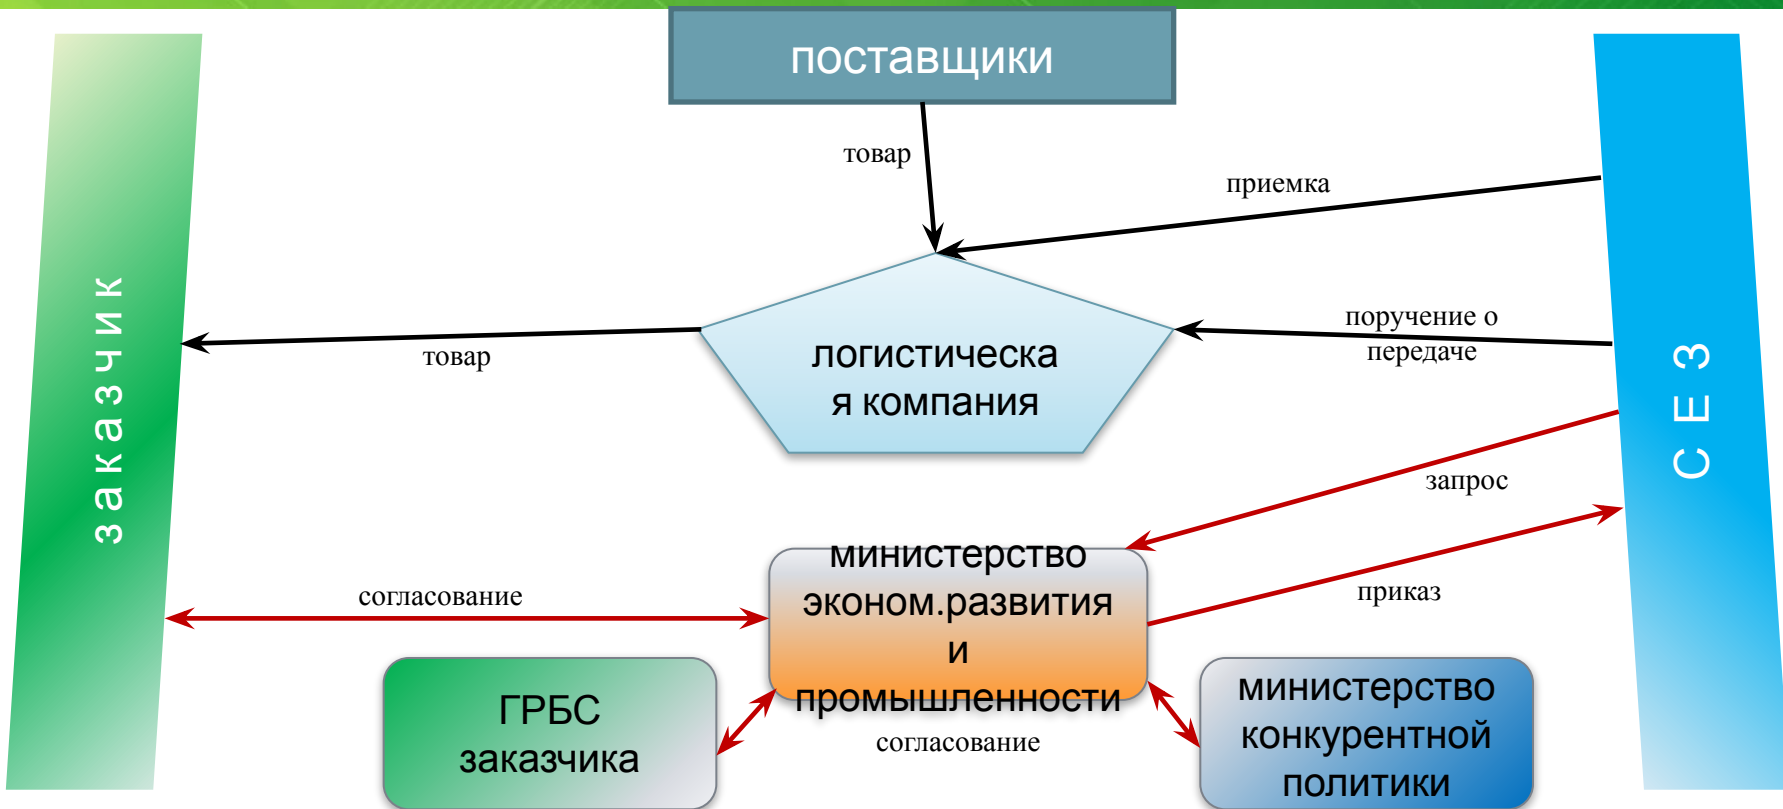 поставщики
товар
приемка
заказчик
товар
логистическа
я компания
поручение о
передаче
СЕЗ
запрос
министерство
эконом.развития
и
промышленности
приказ
согласование
ГРБС
заказчика
согласование
министерство
конкурентной
политики